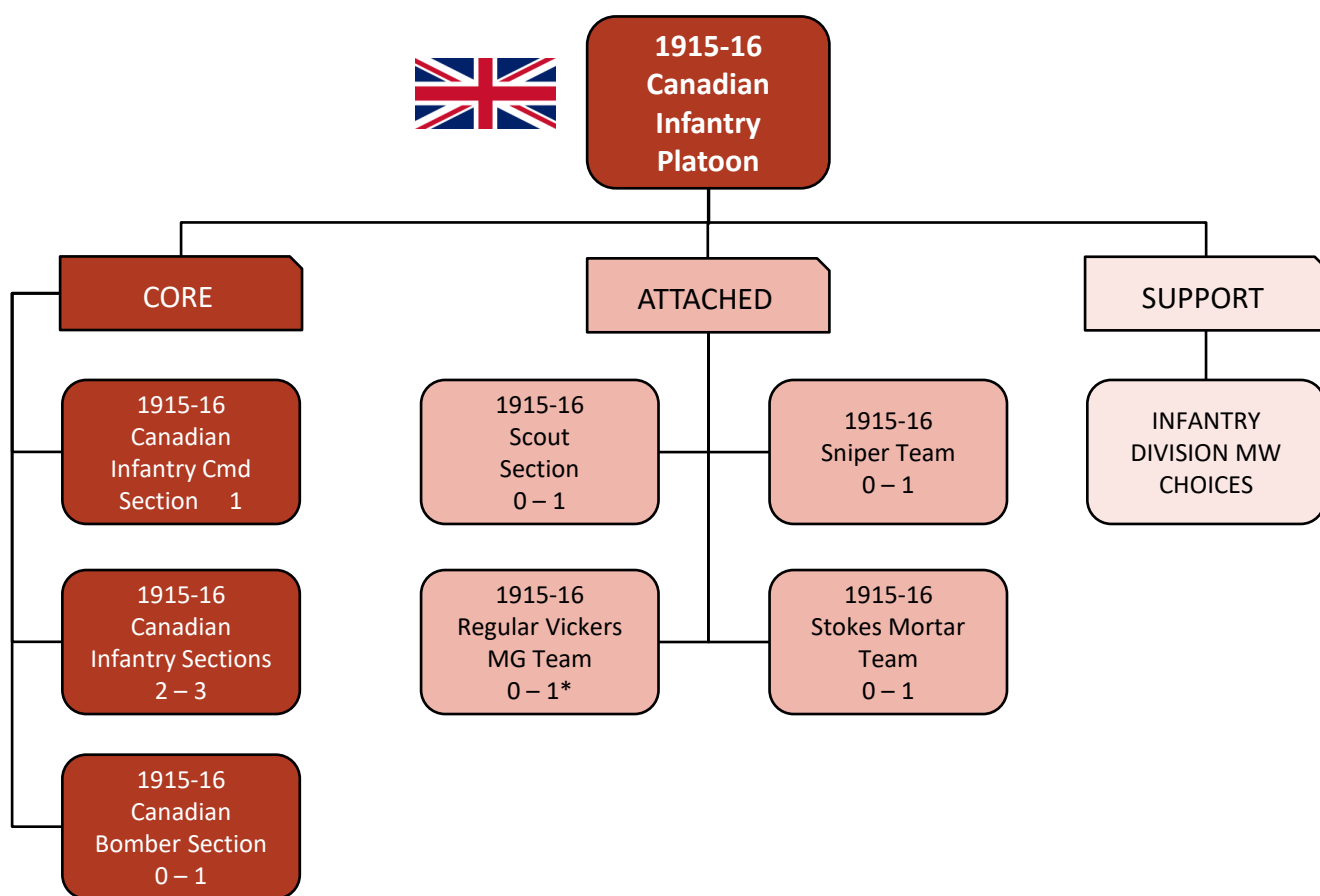 1915-16
Canadian
Infantry
Platoon
CORE
ATTACHED
SUPPORT
1915-16
Canadian
Infantry Cmd
Section 1
1915-16
Scout
Section
0 – 1
1915-16
Sniper Team
0 – 1
INFANTRY
DIVISION MW
CHOICES
1915-16
Canadian
Infantry Sections
2 – 3
1915-16
Regular Vickers
MG Team
0 – 1*
1915-16
Stokes Mortar
Team
0 – 1
1915-16
Canadian
Bomber Section
0 – 1